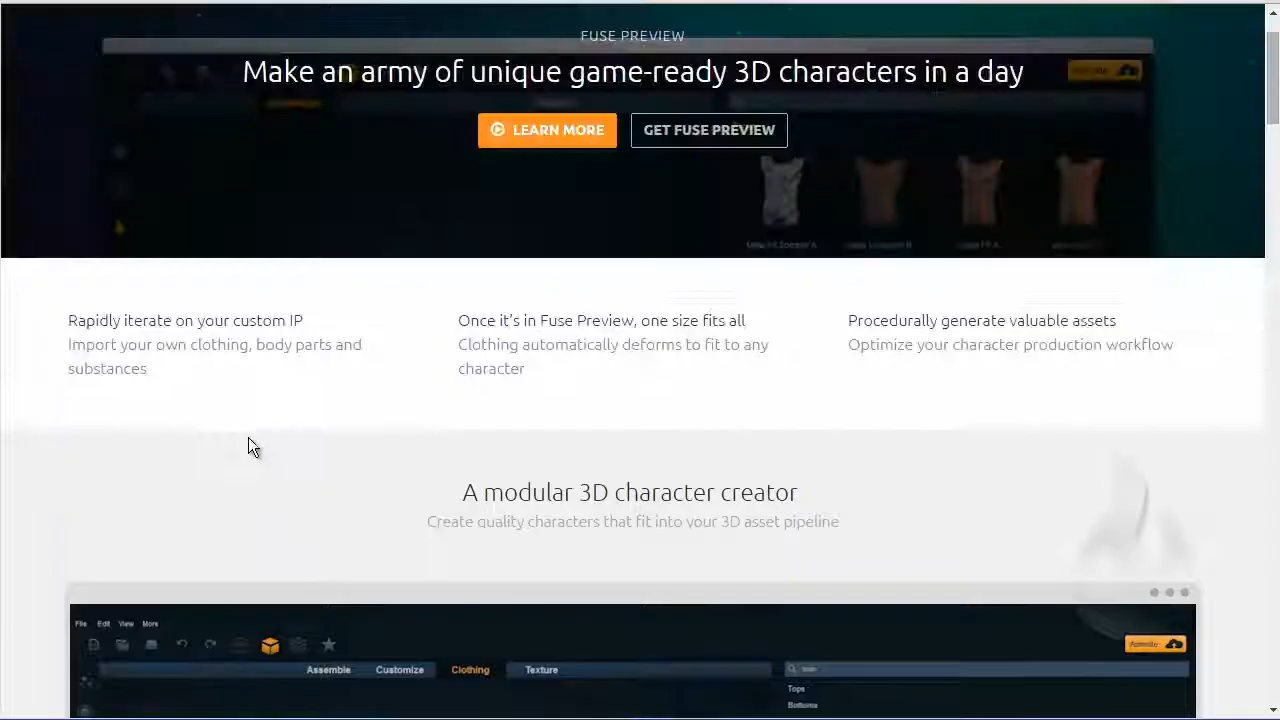 FUSE PREVIEW
Make an army of unique game-ready 3D characters in a day
LEARN MORE
GET FUSE PREVIEW
Rapidly iterate on your custom IP
Import your own clothing, body parts and
substances
Once it's in Fuse Preview, one size fits all
Clothing automatically deforms to fit to any
character
Procedurally generate valuable assets
Optimize your character production workflow
A modular 3D character creator
Create quality characters that fit into your 3D asset pipeline
File Edit View More
Animate
Assemble Customize Clothing Texture
Tops
Bottoms